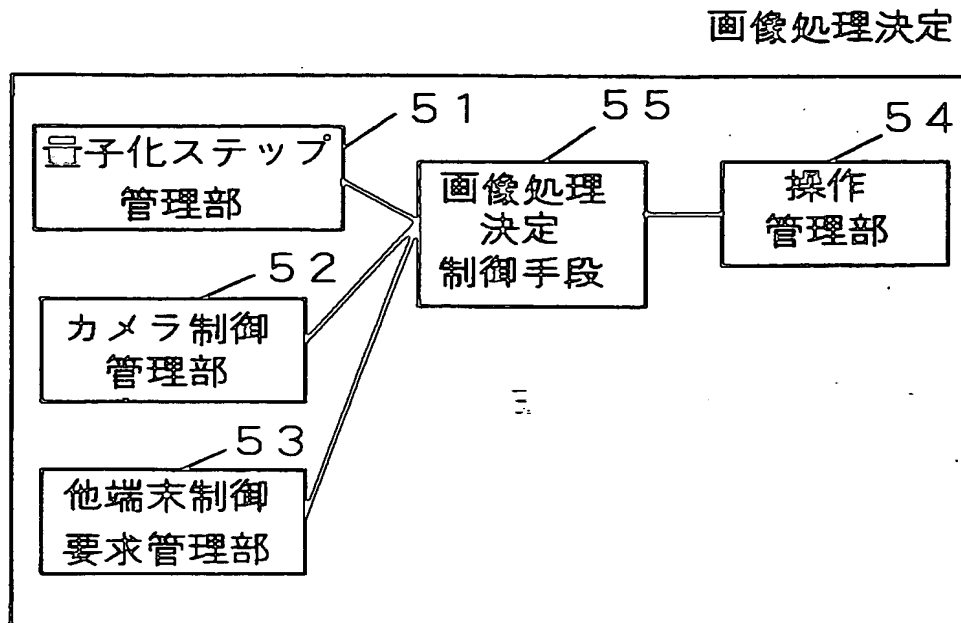 画像処理決定
51
量子化ステップ
管理部
52
カメラ制御
管理部
53
他端末制御
要求管理部
55
画像処理
決定
制御手段
54
操作
管理部